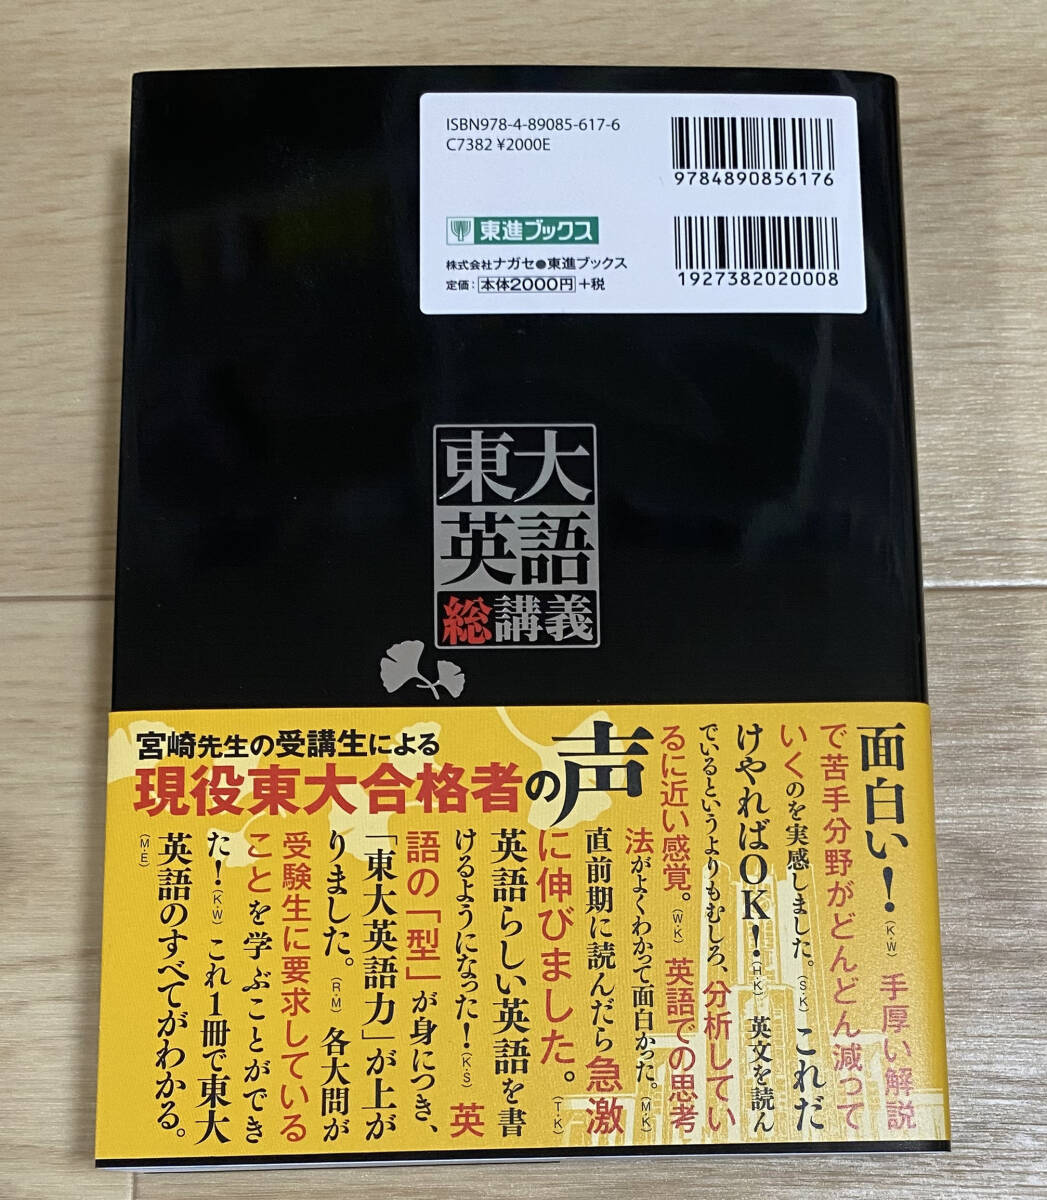 ISBN978-4-89085-617-6
C7382 ¥2000E
9784890856176
東進ブックス
株式会社ナガセ●東進ブックス
定価：本体2000円＋税
1927382020008
東大
英語
総講義
宮崎先生の受講生による
現役東大合格者の声
面白い！（K・W）手厚い解説
で苦手分野がどんどん減って
いくのを実感しました。（S・K）これだ
けやればOK！（H・K）英文を読ん
でいるというよりもむしろ、分析してい
るに近い感覚。（W・K）英語での思考
法がよくわかって面白かった。（M・K）
直前期に読んだら急激
に伸びました。（T・K）
英語らしい英語を書
けるようになった！（K・S）英
語の「型」が身につき、
「東大英語力」が上が
りました。（R・M）各大問が
受験生に要求している
ことを学ぶことができ
た！（K・W）これ1冊で東大
英語のすべてがわかる。
（M・E）